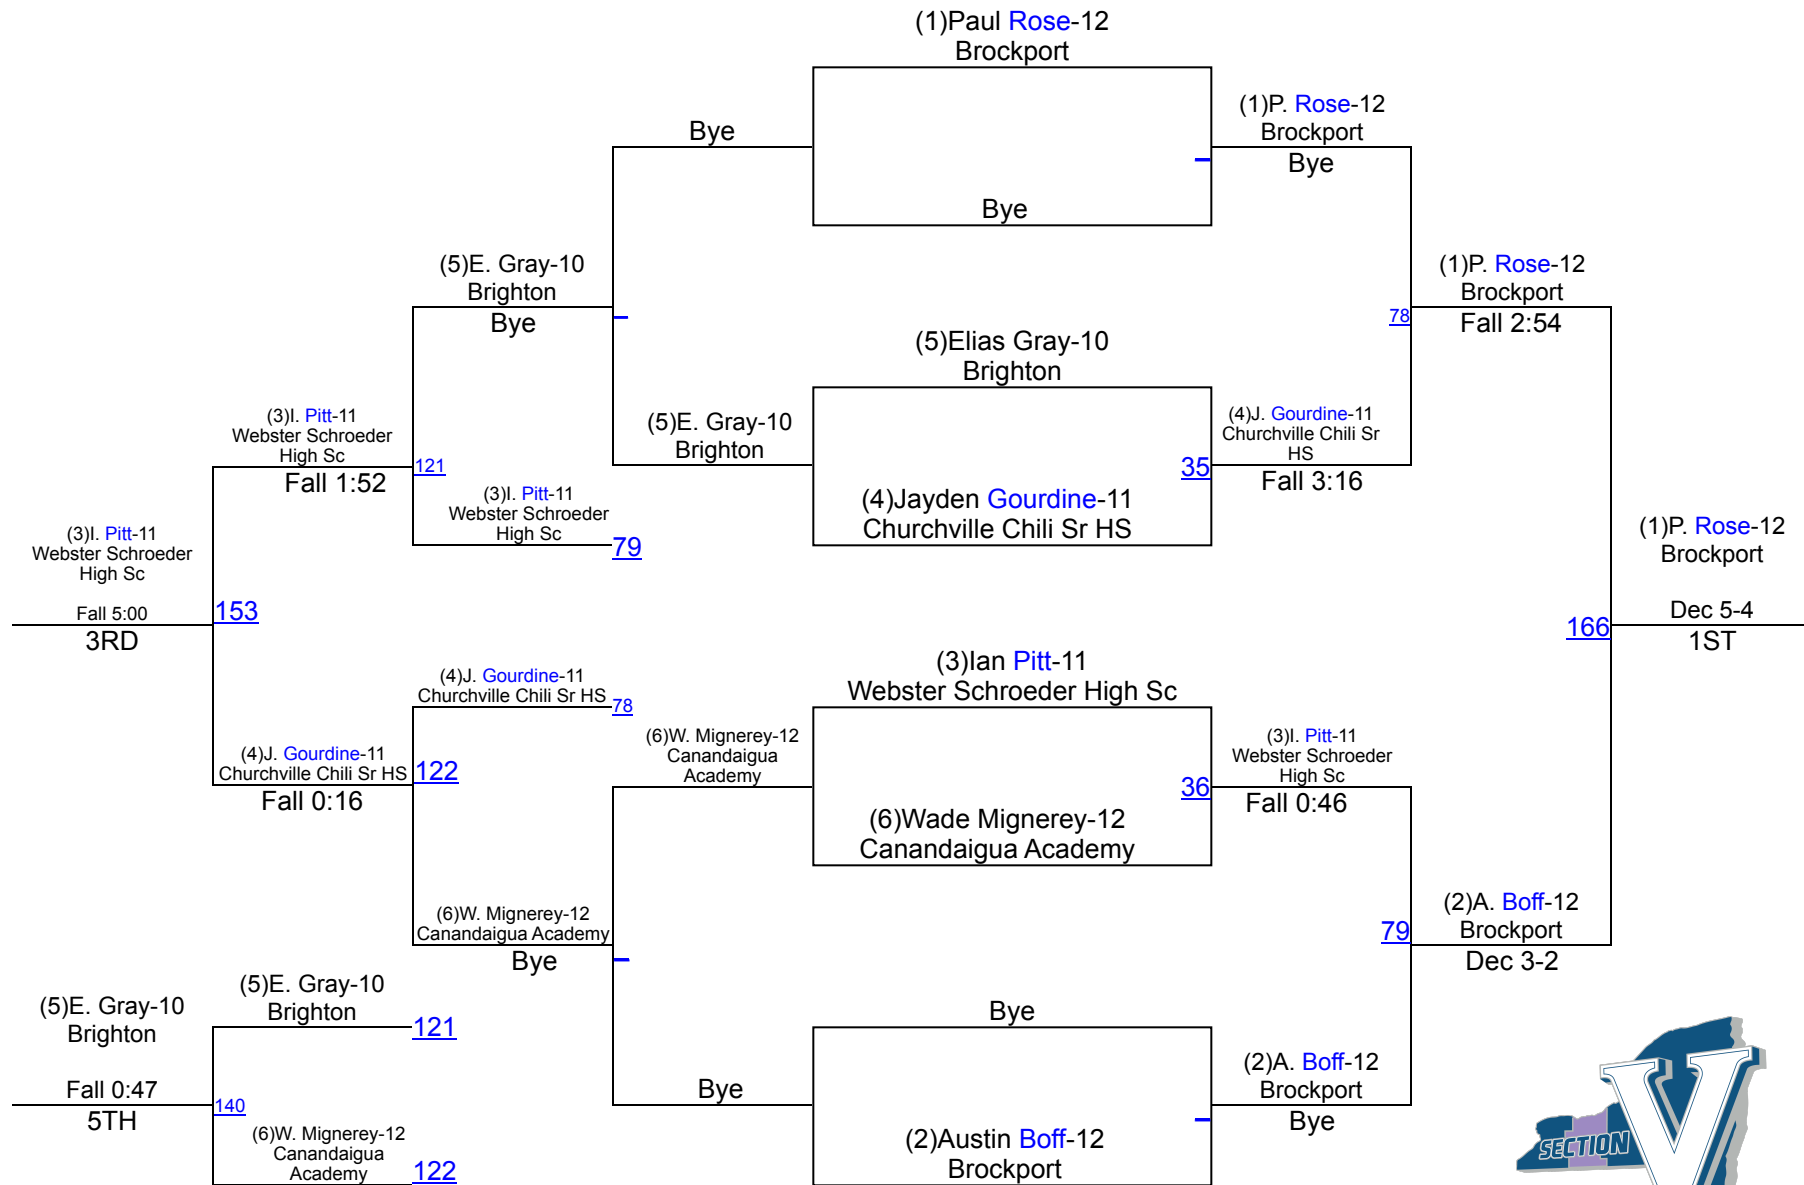 (1)Paul Rose-12
Brockport
Bye
(1)P. Rose-12
Brockport
Bye
Bye
(5)E. Gray-10
Brighton
Bye
(1)P. Rose-12
Brockport
78
Fall 2:54
(5)Elias Gray-10
Brighton
(5)E. Gray-10
Brighton
(4)J. Gourdine-11
Churchville Chili Sr
HS
35
Fall 3:16
(4)Jayden Gourdine-11
Churchville Chili Sr HS
(3)I. Pitt-11
Webster Schroeder
High Sc
121
Fall 1:52
(3)I. Pitt-11
Webster Schroeder
High Sc
79
(3)I. Pitt-11
Webster Schroeder
High Sc
Fall 5:00
153
3RD
(1)P. Rose-12
Brockport
Dec 5-4
166
1ST
(3)Ian Pitt-11
Webster Schroeder High Sc
(4)J. Gourdine-11
Churchville Chili Sr HS
78
(6)W. Mignerey-12
Canandaigua
Academy
(3)I. Pitt-11
Webster Schroeder
High Sc
36
Fall 0:46
(4)J. Gourdine-11
Churchville Chili Sr HS
122
Fall 0:16
(6)Wade Mignerey-12
Canandaigua Academy
(6)W. Mignerey-12
Canandaigua Academy
Bye
(2)A. Boff-12
Brockport
79
Dec 3-2
(5)E. Gray-10
Brighton
121
(5)E. Gray-10
Brighton
Fall 0:47
140
5TH
Bye
Bye
(2)A. Boff-12
Brockport
Bye
(6)W. Mignerey-12
Canandaigua
Academy
122
(2)Austin Boff-12
Brockport
SECTION V